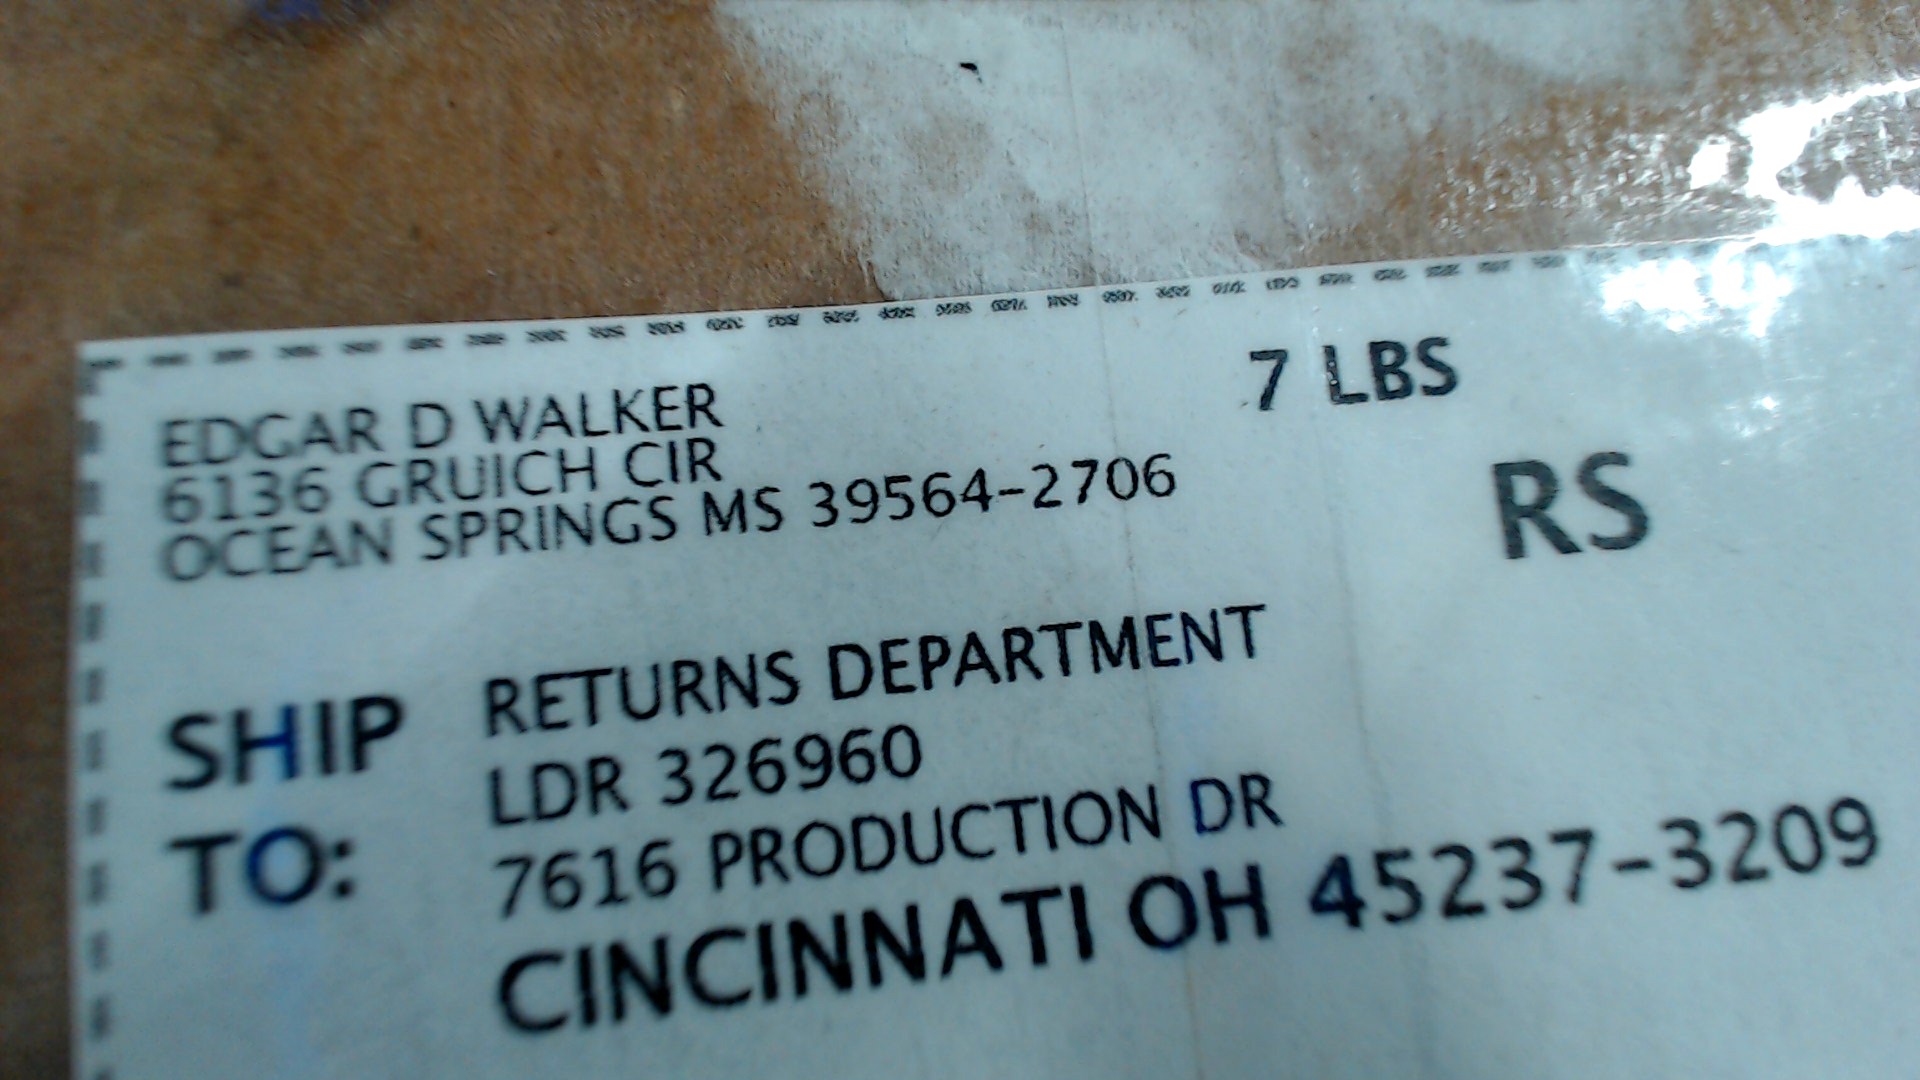 EDGAR D WALKER
6136 GRUICH CIR
OCEAN SPRINGS MS 39564-2706
7 LBS
RS
SHIP TO:
RETURNS DEPARTMENT
LDR 326960
7616 PRODUCTION DR
CINCINNATI OH 45237-3209